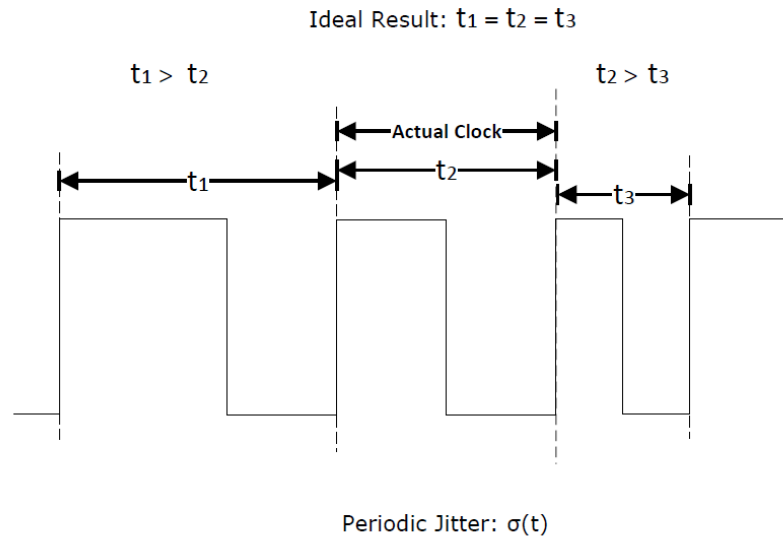 Ideal Result: t1 = t2 = t3
t1 > t2
t2 > t3
Actual Clock
t1
t2
t3
Periodic Jitter: σ(t)